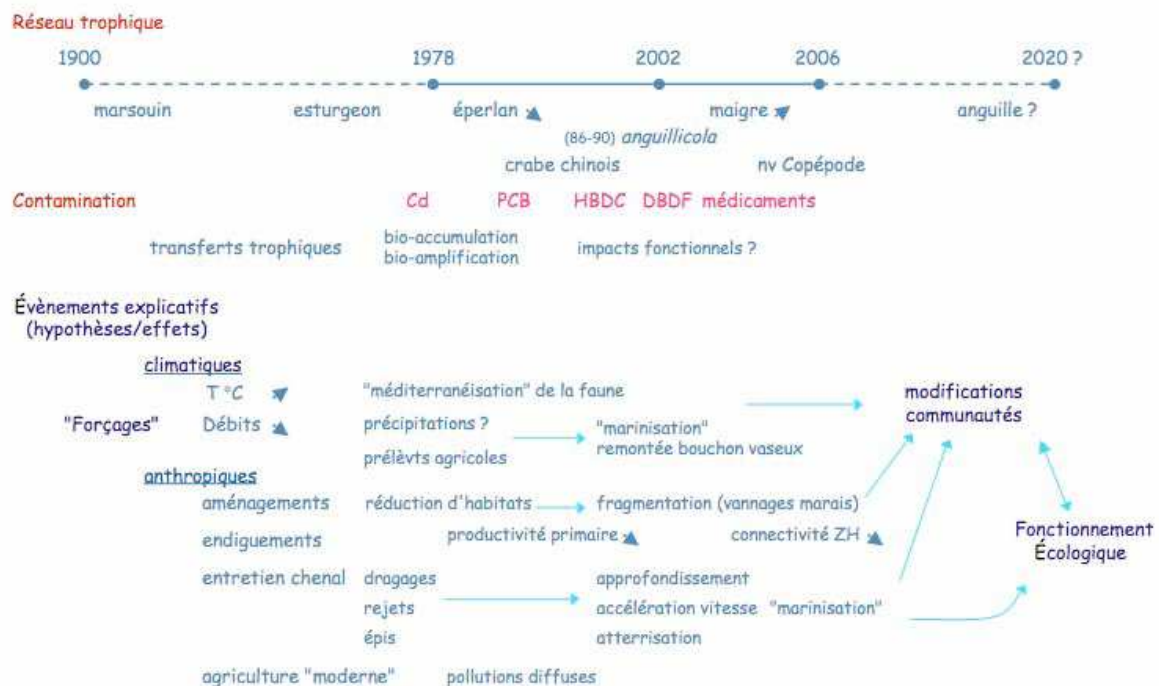 Réseau trophique
1900 1978 2002 2006 2020 ?
marsouin esturgeon éperlan maigre anguille ?
(86-90) anguillicola
crabe chinois nv Copépode
Contamination Cd PCB HBDC DBDF médicaments
transferts trophiques bio-accumulation impacts fonctionnels ?
bio-amplification
Évènements explicatifs
(hypothèses/effets)
climatiques
T °C "méditerranéisation" de la faune modifications
communautés
"Forçages" Débits précipitations ? "marinisation"
remontée bouchon vaseux
prélèvts agricoles
anthropiques
aménagements réduction d'habitats fragmentation (vannages marais)
endiguements productivité primaire connectivité ZH Fonctionnement
Écologique
entretien chenal dragages approfondissement
rejets accélération vitesse "marinisation"
épis atterrisation
agriculture "moderne" pollutions diffuses